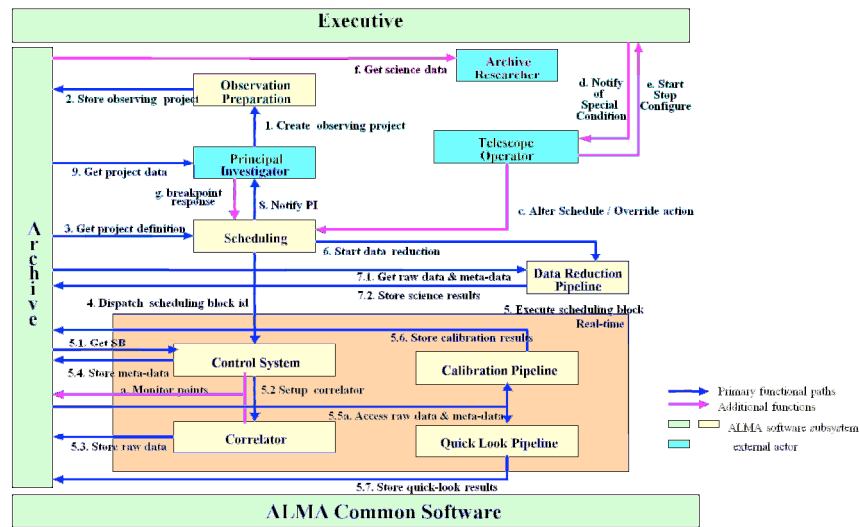 Executive
f. Get science data
Archive
Researcher
d. Notify
of
Special
Condition
e. Start
Stop
Configure
Observation
Preparation
2. Store observing project
1. Create observing project
Telescope
Operator
Principal
Investigator
9. Get project data
g. breakpoint
response
8. Notify PI
c. Alter Schedule / Override action
3. Get project definition
Scheduling
6. Start data reduction
Archive
7.1. Get raw data & meta-data
Data Reduction
Pipeline
7.2. Store science results
4. Dispatch scheduling block id
5. Execute scheduling block
Real-time
5.6. Store calibration results
5.1. Get SB
Control System
Calibration Pipeline
5.4. Store meta-data
a. Monitor points
5.2 Setup correlator
Primary functional paths
Additional functions
5.5a. Access raw data & meta-data
Correlator
Quick Look Pipeline
ALMA software subsystem
external actor
5.3. Store raw data
5.7. Store quick-look results
ALMA Common Software